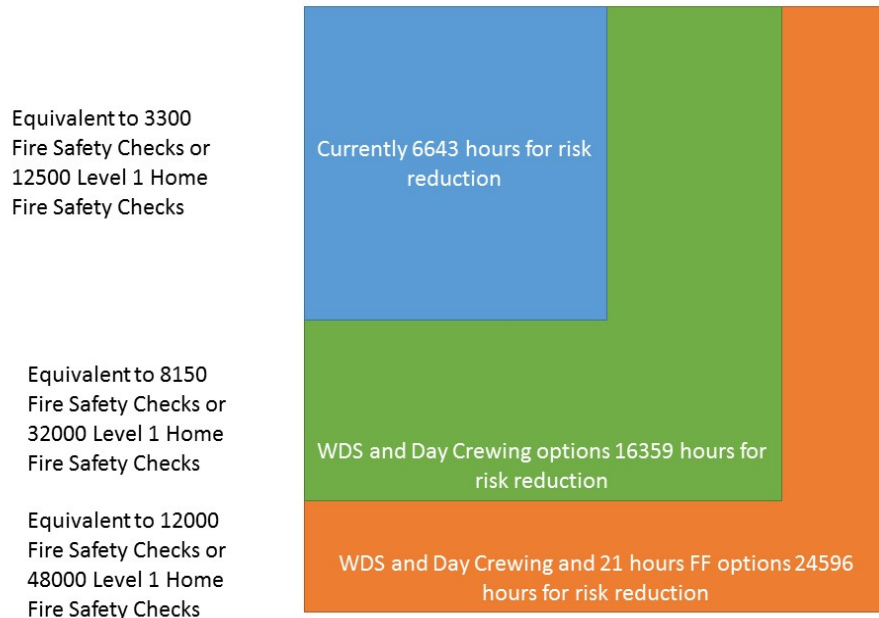 Equivalent to 3300
Fire Safety Checks or
12500 Level 1 Home
Fire Safety Checks
Currently 6643 hours for risk
reduction
Equivalent to 8150
Fire Safety Checks or
32000 Level 1 Home
Fire Safety Checks
WDS and Day Crewing options 16359 hours for
risk reduction
Equivalent to 12000
Fire Safety Checks or
48000 Level 1 Home
Fire Safety Checks
WDS and Day Crewing and 21 hours FF options 24596
hours for risk reduction